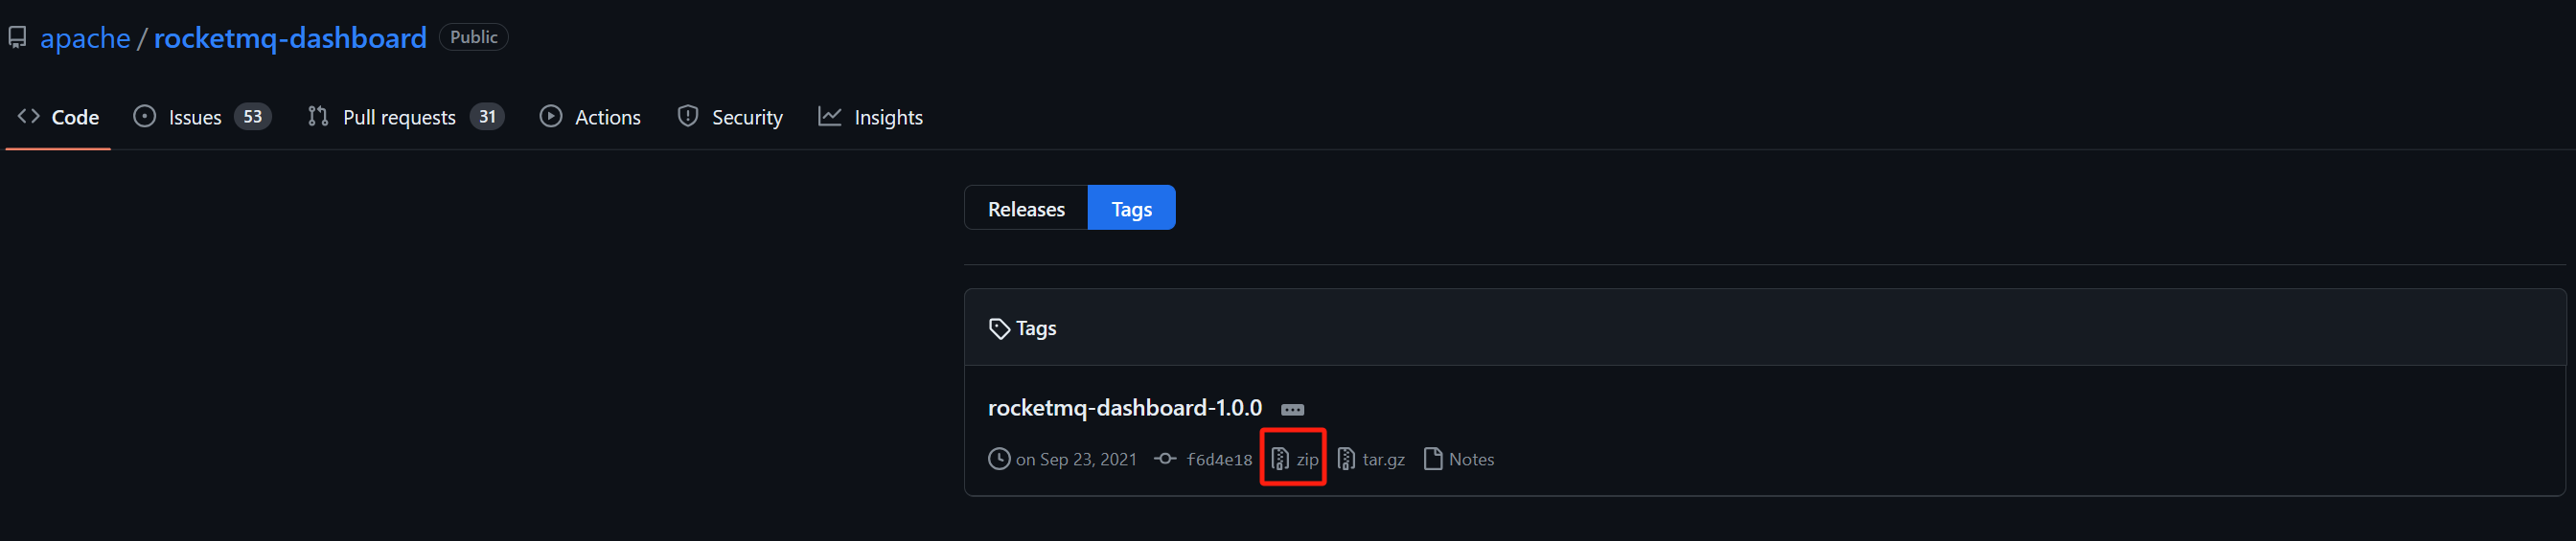 apache / rocketmq-dashboard Public
Code Issues 53 Pull requests 31 Actions Security Insights
Releases Tags
Tags
rocketmq-dashboard-1.0.0
on Sep 23, 2021 f6d4e18 zip tar.gz Notes